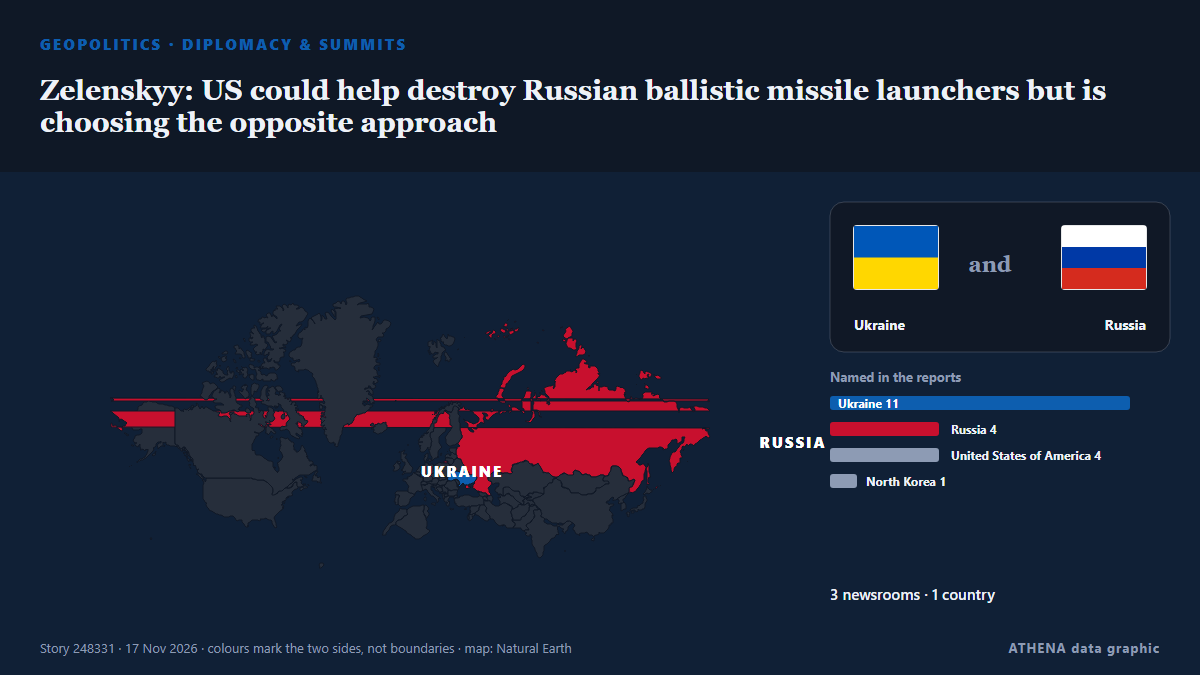 GEOPOLITICS · DIPLOMACY & SUMMITS
Zelenskyy: US could help destroy Russian ballistic missile launchers but is
choosing the opposite approach
and
Ukraine
Russia
Named in the reports
Ukraine 11
Russia 4
United States of America 4
North Korea 1
RUSSIA
UKRAINE
3 newsrooms · 1 country
Story 248331 · 17 Nov 2026 · colours mark the two sides, not boundaries · map: Natural Earth
ATHENA data graphic